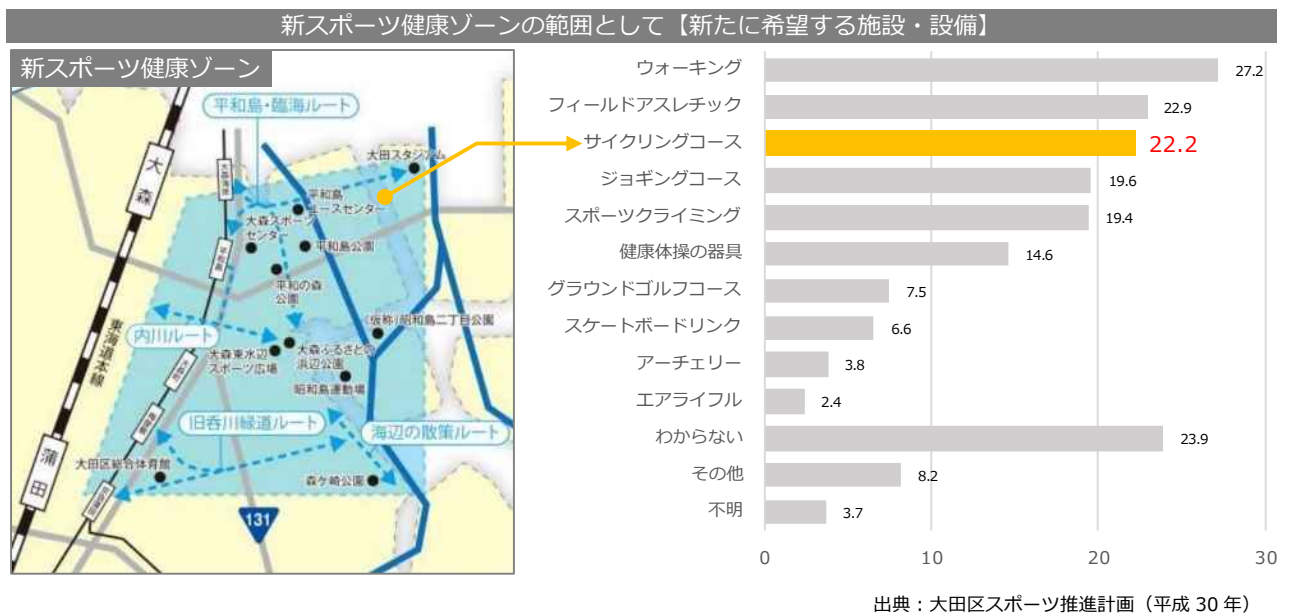 新スポーツ健康ゾーンの範囲として【新たに希望する施設・設備】
新スポーツ健康ゾーン
平和島・臨海ルート
大田スタジアム
大森
平和島
ユースセンター
大森スポーツ
センター
平和島公園
平和島
平和の森
公園
(仮称)昭和島二丁目公園
内川ルート
東海道本線
大森東水辺
スポーツ広場
大森ふるさとの
浜辺公園
昭和島運動場
旧呑川緑道ルート
海辺の散策ルート
大田区総合体育館
森ケ崎公園
蒲田
131
ウォーキング 27.2
フィールドアスレチック 22.9
サイクリングコース 22.2
ジョギングコース 19.6
スポーツクライミング 19.4
健康体操の器具 14.6
グラウンドゴルフコース 7.5
スケートボードリンク 6.6
アーチェリー 3.8
エアライフル 2.4
わからない 23.9
その他 8.2
不明 3.7
0 10 20 30
出典：大田区スポーツ推進計画（平成 30 年）